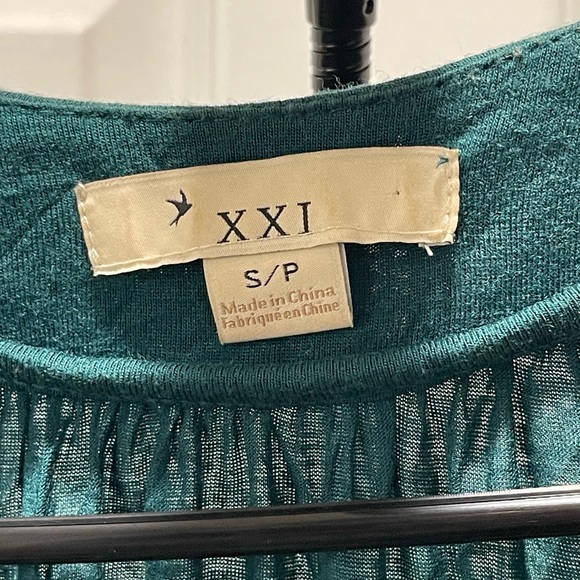 XXI
S/P
Made in China
Fabriqué en Chine